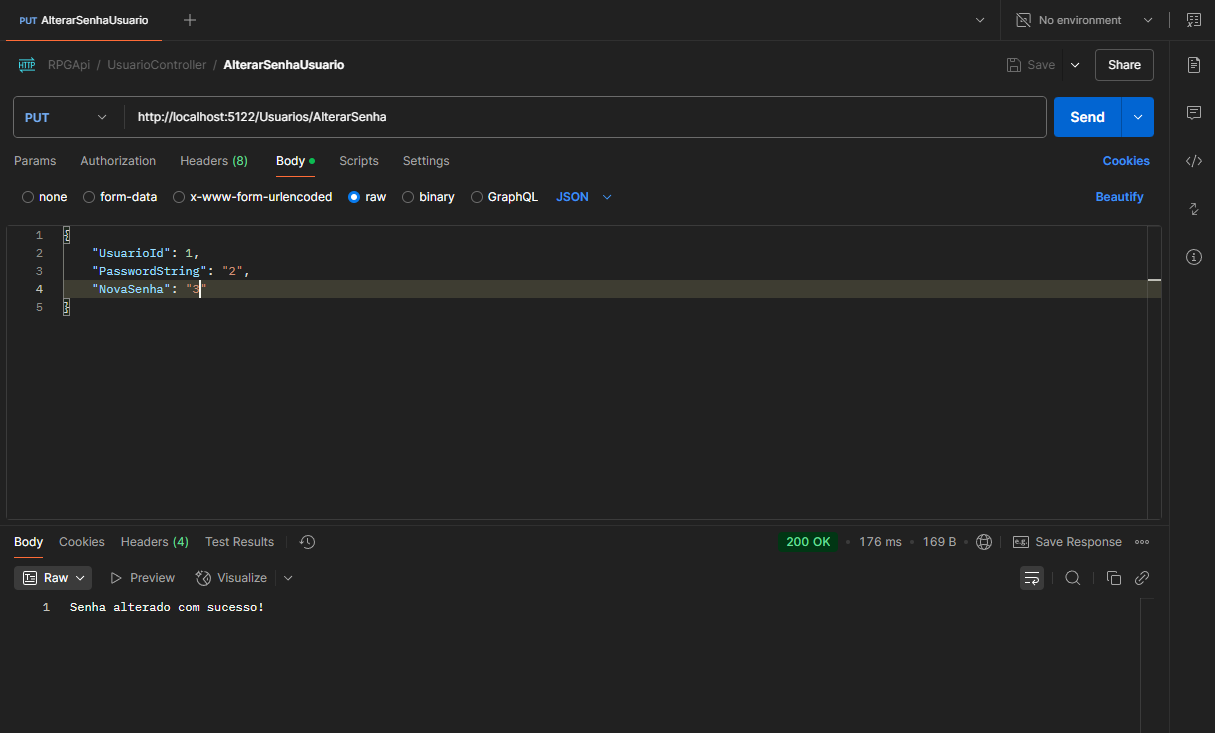 PUT AlterarSenhaUsuario
No environment
HTTP RPGApi / UsuarioController / AlterarSenhaUsuario
Save
Share
PUT
http://localhost:5122/Usuarios/AlterarSenha
Send
Params Authorization Headers (8) Body Scripts Settings
Cookies
none form-data x-www-form-urlencoded raw binary GraphQL JSON
Beautify
1 {
2 "UsuarioId": 1,
3 "PasswordString": "2",
4 "NovaSenha": "3"
5 }
Body Cookies Headers (4) Test Results
200 OK • 176 ms • 169 B •
e.g. Save Response
Raw Preview Visualize
1 Senha alterado com sucesso!